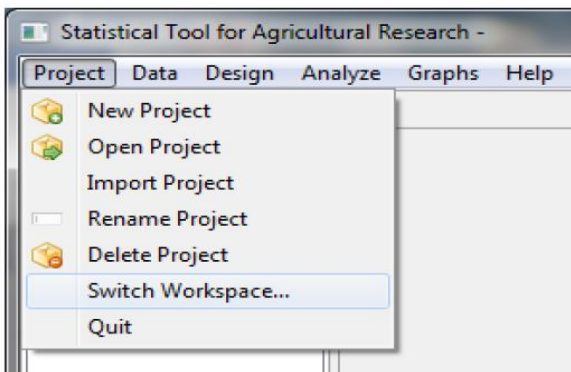 Statistical Tool for Agricultural Research -
Project Data Design Analyze Graphs Help
New Project
Open Project
Import Project
Rename Project
Delete Project
Switch Workspace...
Quit